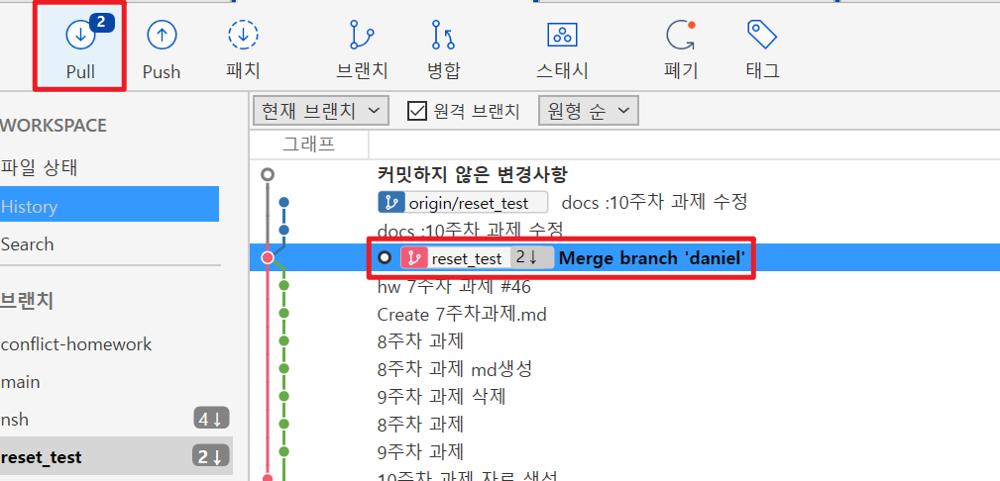 2
Pull Push 패치 브랜치 병합 스태시 폐기 태그
현재 브랜치 원격 브랜치 원형 순
WORKSPACE
파일 상태
History
Search
브랜치
conflict-homework
main
nsh 4↓
reset_test 2↓
그래프
커밋하지 않은 변경사항
origin/reset_test docs :10주차 과제 수정
docs :10주차 과제 수정
reset_test 2↓ Merge branch 'daniel'
hw 7주차 과제 #46
Create 7주차과제.md
8주차 과제
8주차 과제 md생성
9주차 과제 삭제
8주차 과제
9주차 과제
10주차 과제 자료 생성